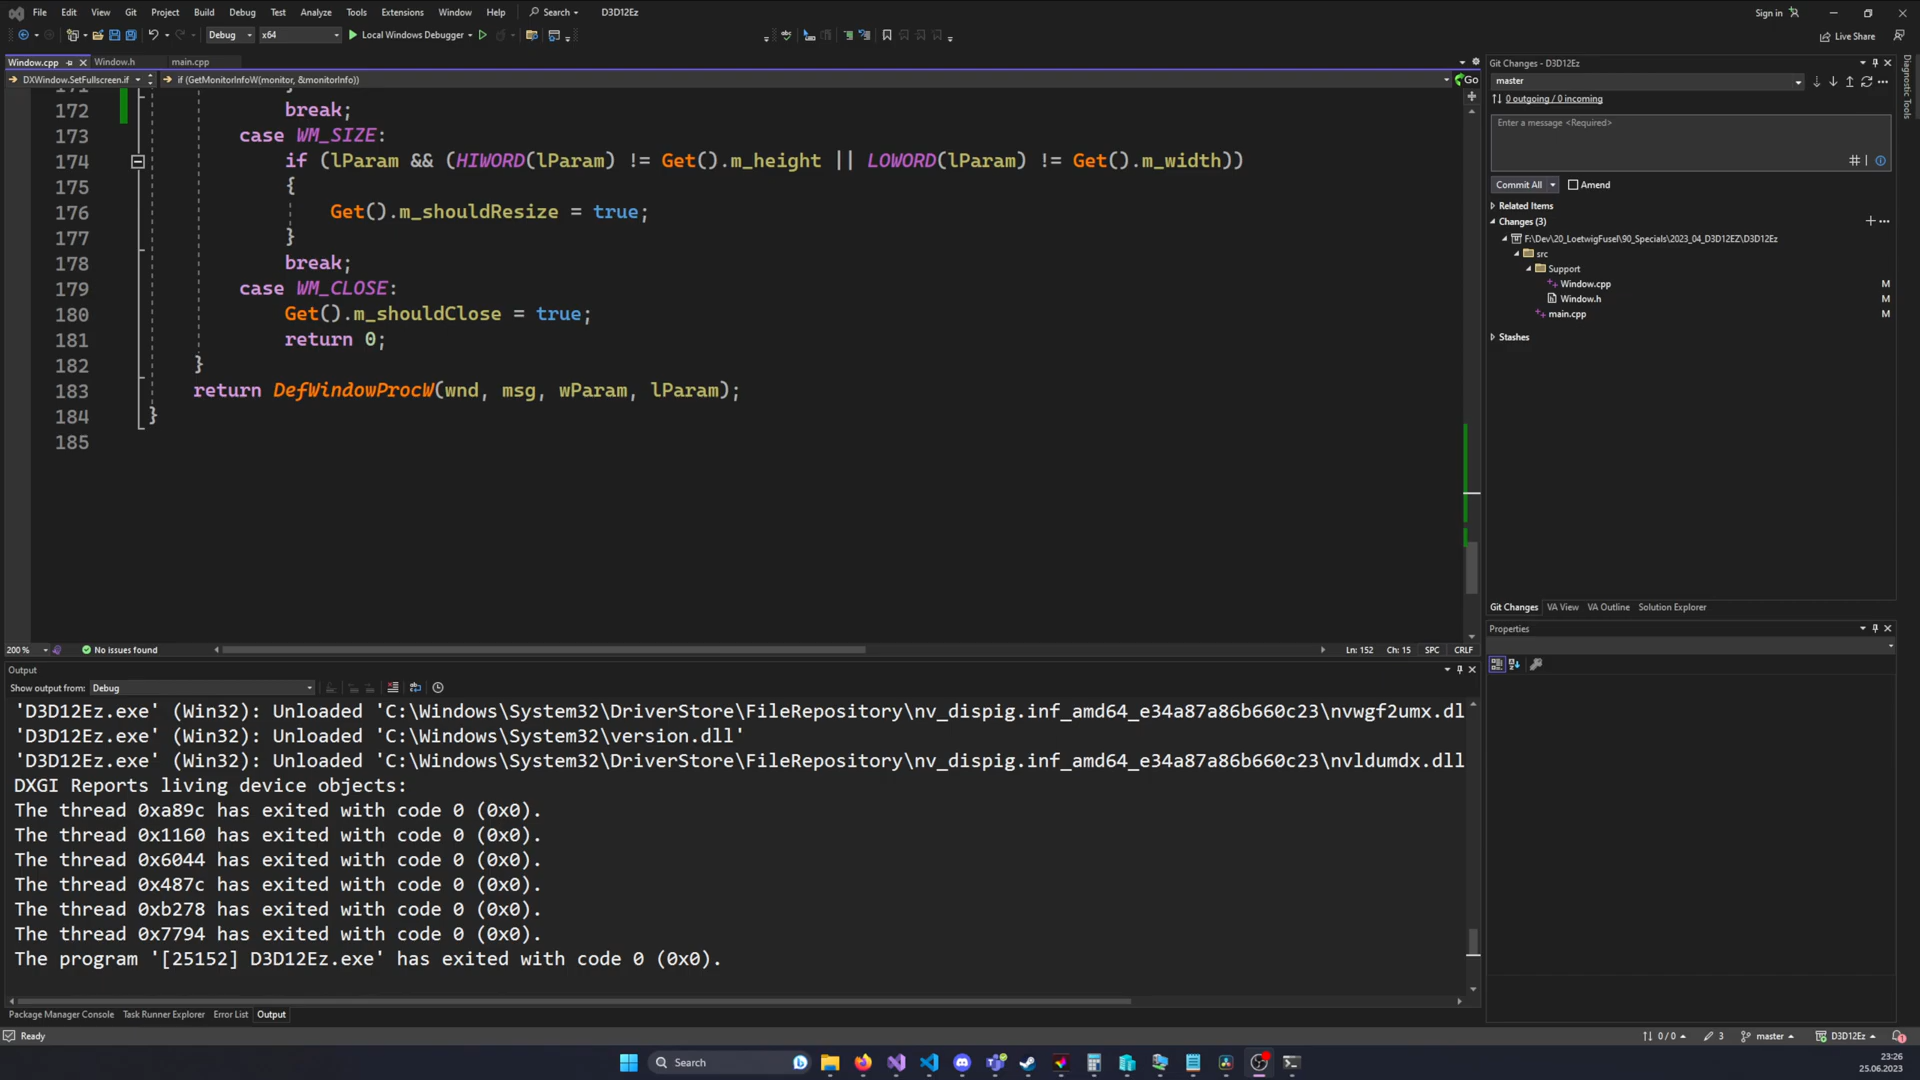 File Edit View Git Project Build Debug Test Analyze Tools Extensions Window Help Search D3D12Ez Sign in
Debug x64 Local Windows Debugger Live Share
Window.cpp Window.h main.cpp
DXWindow.SetFullscreen.if if (GetMonitorInfoW(monitor, &monitorInfo)) Go
172 break;
173 case WM_SIZE:
174 if (lParam && (HIWORD(lParam) != Get().m_height || LOWORD(lParam) != Get().m_width))
175 {
176 Get().m_shouldResize = true;
177 }
178 break;
179 case WM_CLOSE:
180 Get().m_shouldClose = true;
181 return 0;
182 }
183 return DefWindowProcW(wnd, msg, wParam, lParam);
184 }
185
200 % No issues found Ln: 152 Ch: 15 SPC CRLF
Output
Show output from: Debug
'D3D12Ez.exe' (Win32): Unloaded 'C:\Windows\System32\DriverStore\FileRepository\nv_dispig.inf_amd64_e34a87a86b660c23\nvwgf2umx.dl
'D3D12Ez.exe' (Win32): Unloaded 'C:\Windows\System32\version.dll'
'D3D12Ez.exe' (Win32): Unloaded 'C:\Windows\System32\DriverStore\FileRepository\nv_dispig.inf_amd64_e34a87a86b660c23\nvldumdx.dll
DXGI Reports living device objects:
The thread 0xa89c has exited with code 0 (0x0).
The thread 0x1160 has exited with code 0 (0x0).
The thread 0x6044 has exited with code 0 (0x0).
The thread 0x487c has exited with code 0 (0x0).
The thread 0xb278 has exited with code 0 (0x0).
The thread 0x7794 has exited with code 0 (0x0).
The program '[25152] D3D12Ez.exe' has exited with code 0 (0x0).
Package Manager Console Task Runner Explorer Error List Output
Git Changes - D3D12Ez
master
0 outgoing / 0 incoming
Enter a message <Required>
Commit All Amend
Related Items
Changes (3)
F:\Dev\20_LoetwigFusel\90_Specials\2023_04_D3D12EZ\D3D12Ez
src
Support
Window.cpp M
Window.h M
main.cpp M
Stashes
Git Changes VA View VA Outline Solution Explorer
Properties
Diagnostic Tools
Ready 0 / 0 3 master D3D12Ez
Search
23:26
25.06.2023